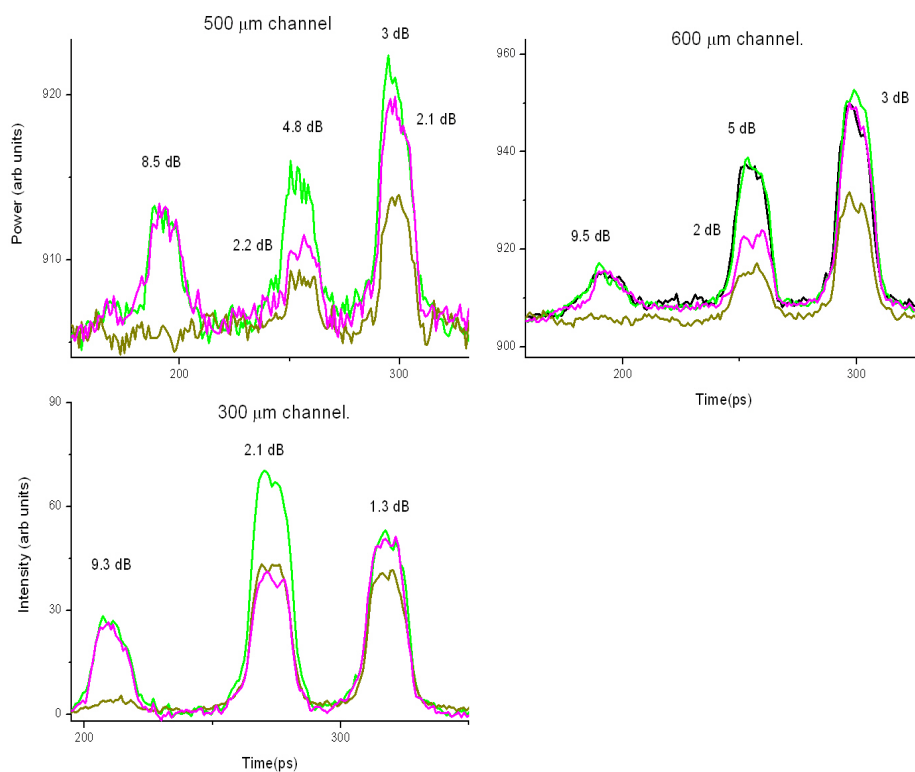 500 μm channel
3 dB
920
4.8 dB
2.1 dB
8.5 dB
Power (arb units)
2.2 dB
910
200
300
600 μm channel.
960
3 dB
940
5 dB
9.5 dB
2 dB
920
900
200
300
Time(ps)
90
300 μm channel.
2.1 dB
60
1.3 dB
Intensity (arb units)
9.3 dB
30
0
200
300
Time(ps)